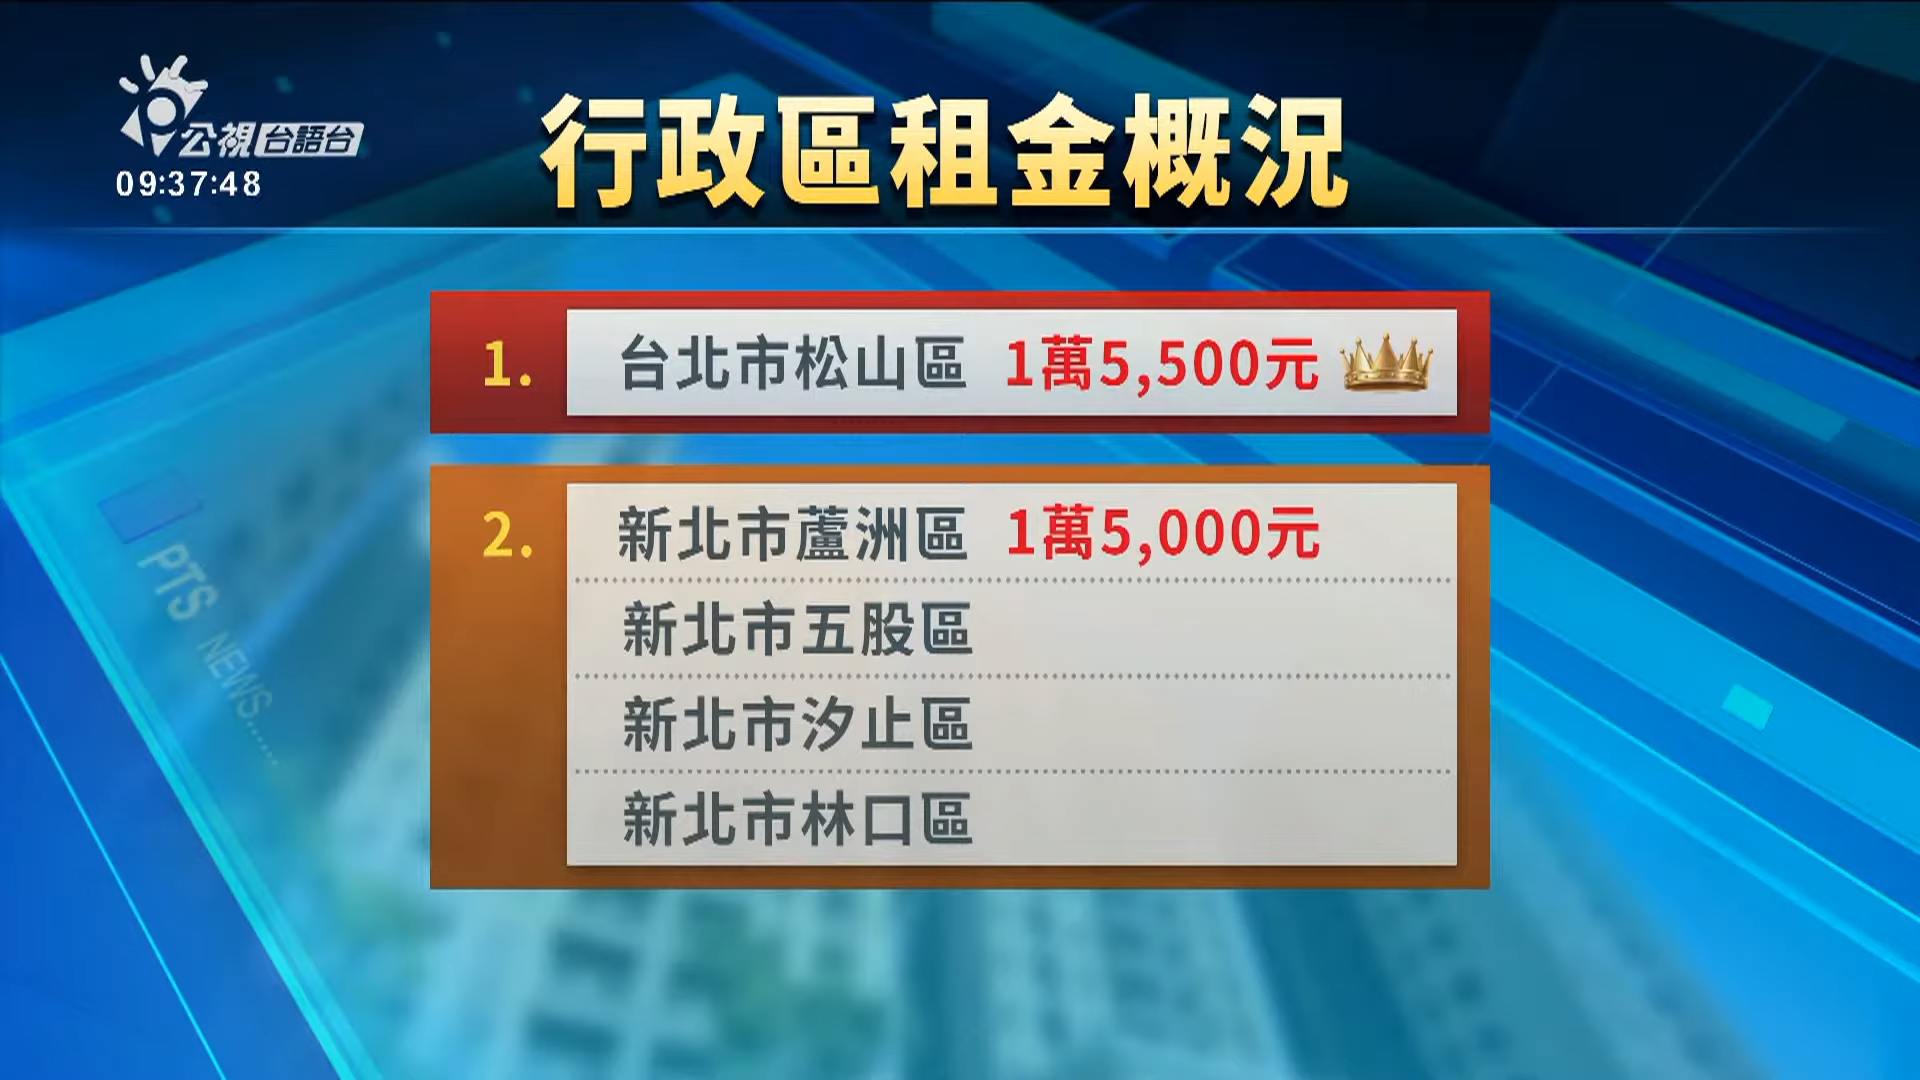 公視台語台
09:37:48
行政區租金概況
1. 台北市松山區 1萬5,500元
2. 新北市蘆洲區 1萬5,000元
新北市五股區
新北市汐止區
新北市林口區
PTS NEWS.....